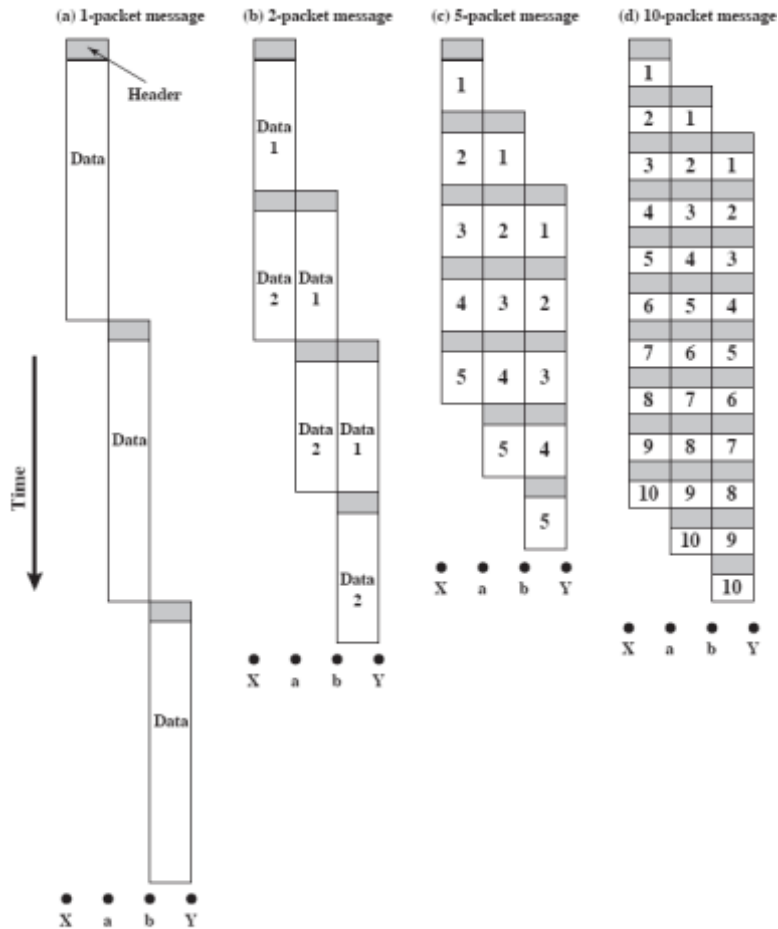 (a) 1-packet message
Header
Data
Data
Data
X a b Y
Time
(b) 2-packet message
Data
1
Data
2
Data
1
Data
2
Data
1
Data
2
X a b Y
(c) 5-packet message
1
2 1
3 2 1
4 3 2
5 4 3
5 4
5
X a b Y
(d) 10-packet message
1
2 1
3 2 1
4 3 2
5 4 3
6 5 4
7 6 5
8 7 6
9 8 7
10 9 8
10 9
10
X a b Y